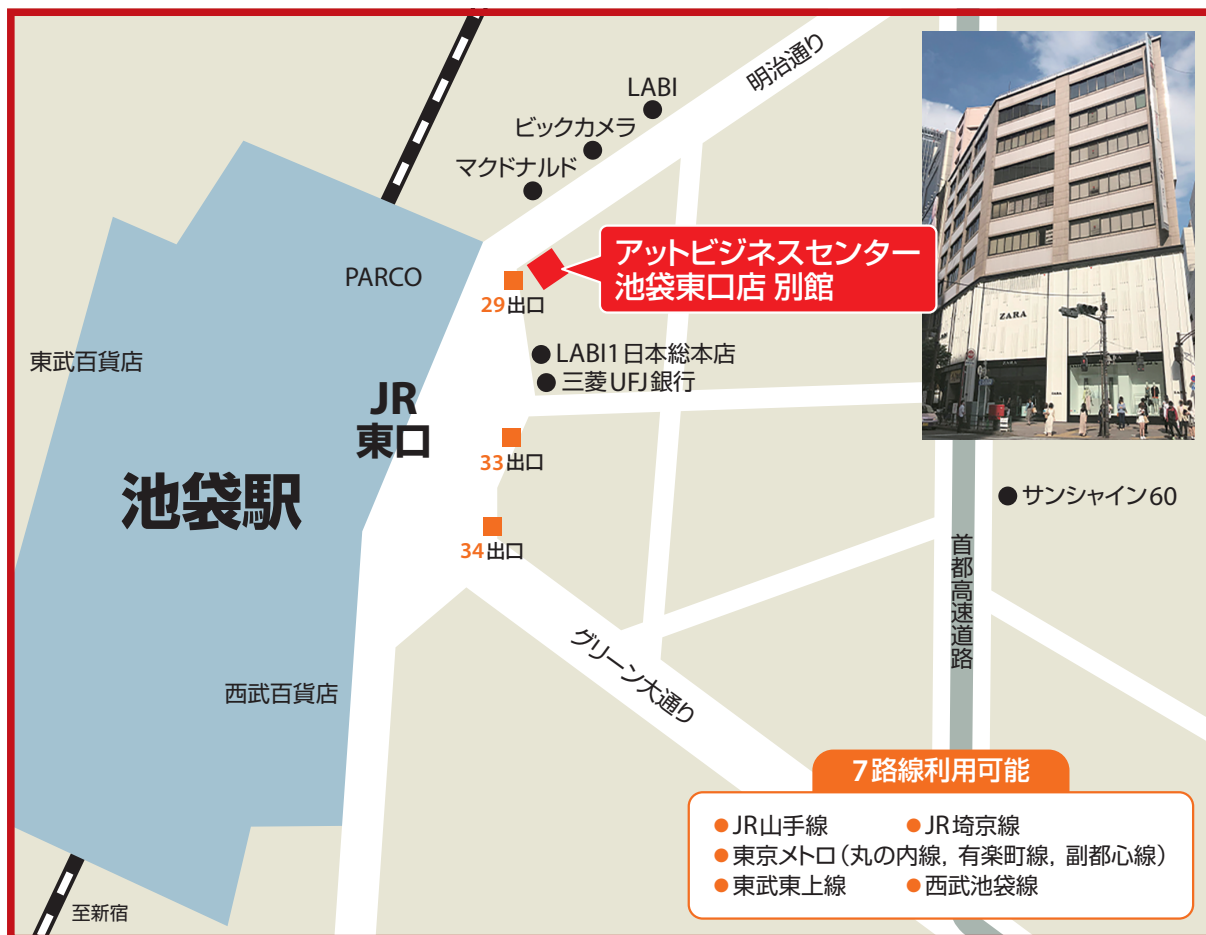 明治通り
LABI
ビックカメラ
マクドナルド
ZARA
アットビジネスセンター
池袋東口店 別館
PARCO
29出口
東武百貨店
LABI1日本総本店
三菱UFJ銀行
JR
東口
33出口
池袋駅
サンシャイン60
34出口
首都高速道路
グリーン大通り
西武百貨店
7路線利用可能
JR山手線
JR埼京線
東京メトロ(丸の内線, 有楽町線, 副都心線)
東武東上線
西武池袋線
至新宿